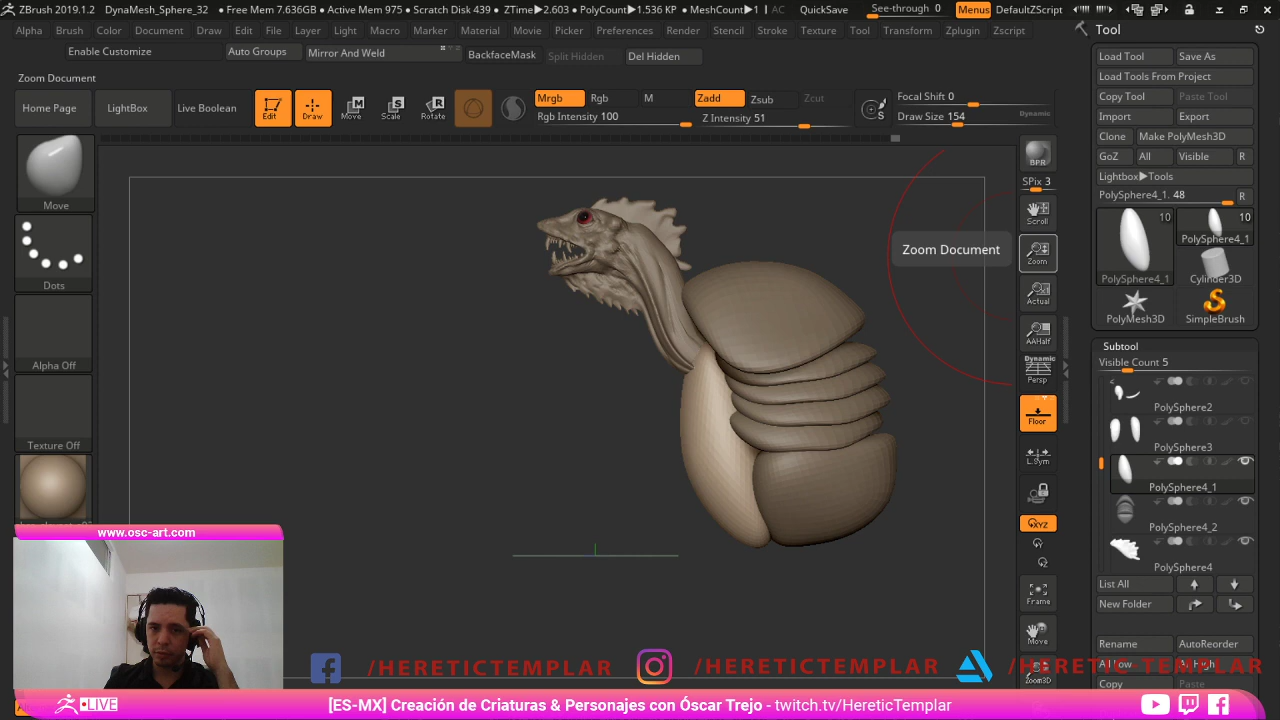 ZBrush 2019.1.2 DynaMesh_Sphere_32 • Free Mem 7.636GB • Active Mem 975 • Scratch Disk 439 • ZTime▶2.603 • PolyCount▶1.536 KP • MeshCount▶1 AC QuickSave See-through 0 Menus DefaultZScript
Alpha Brush Color Document Draw Edit File Layer Light Macro Marker Material Movie Picker Preferences Render Stencil Stroke Texture Tool Transform Zplugin Zscript
Enable Customize Auto Groups Mirror And Weld BackfaceMask Split Hidden Del Hidden
Zoom Document
Home Page LightBox Live Boolean Edit Draw Move Scale Rotate
Mrgb Rgb M Zadd Zsub Zcut Focal Shift 0
Rgb Intensity 100 Z Intensity 51 Draw Size 154 Dynamic
Move
Dots
Alpha Off
Texture Off
BPR
SPix 3
Scroll
Zoom Document
Zoom
Actual
AAHalf
Dynamic
Persp
Floor
L.Sym
XYZ
Frame
Move
Zoom3D
Tool
Load Tool Save As
Load Tools From Project
Copy Tool Paste Tool
Import Export
Clone Make PolyMesh3D
GoZ All Visible R
Lightbox▶Tools
PolySphere4_1. 48 R
10 10
PolySphere4_1
PolySphere4_1 Cylinder3D
PolyMesh3D SimpleBrush
Subtool
Visible Count 5
PolySphere2
PolySphere3
PolySphere4_1
PolySphere4_2
PolySphere4
List All
New Folder
Rename AutoReorder
Copy Paste
www.osc-art.com
/HERETICTEMPLAR /HERETICTEMPLAR /HERETIC-TEMPLAR
LIVE [ES-MX] Creación de Criaturas & Personajes con Óscar Trejo - twitch.tv/HereticTemplar